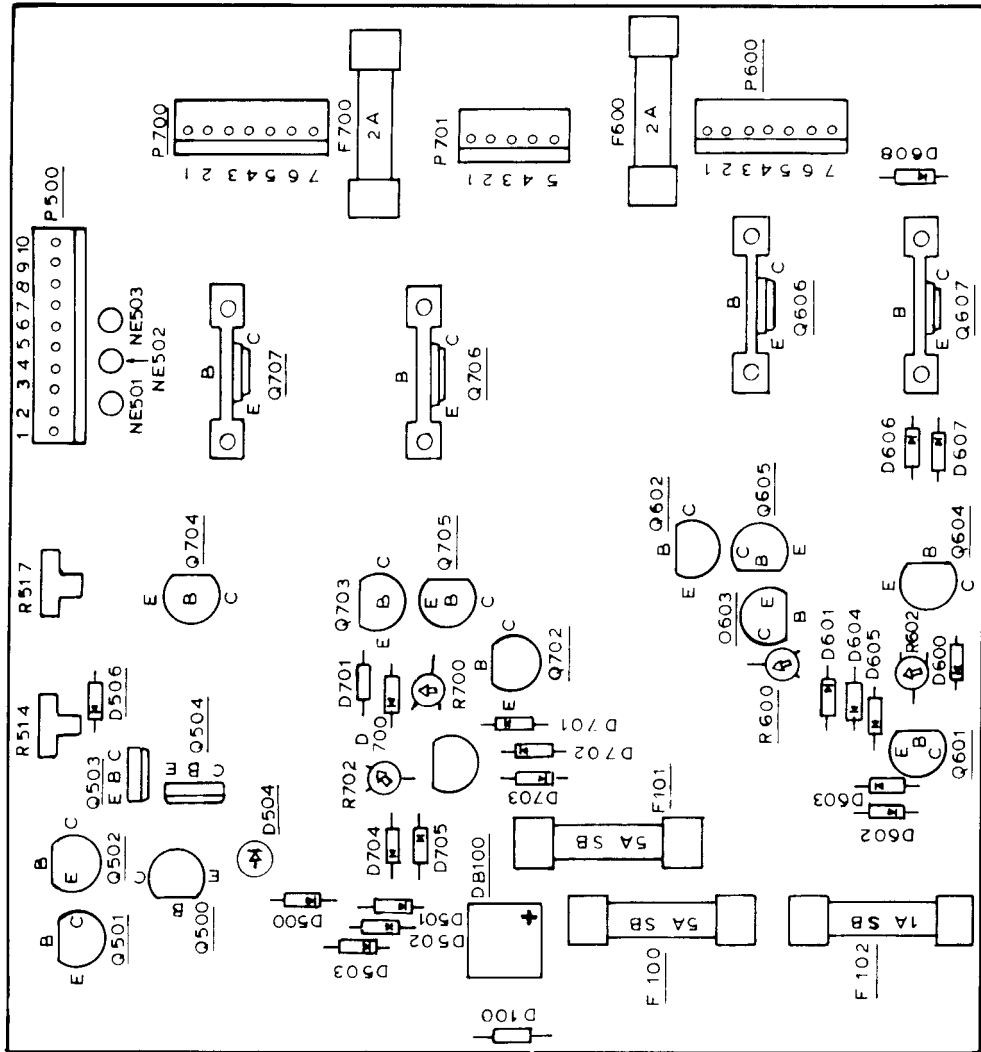 P700
F700
2A
P701
F600
2A
P600
D608
1 2 3 4 5 6 7
1 2 3 4 5
1 2 3 4 5 6 7
P500
1 2 3 4 5 6 7 8 9 10
NE501
NE502
NE503
B
E
C
Q707
B
E
C
Q706
B
E
C
Q606
B
E
C
Q607
D606
D607
R517
E
B
C
Q704
Q703
B
C
E
Q705
E
B
C
Q602
B
C
E
Q605
C
B
E
E
B
C
Q604
O603
C
E
B
R514
D506
D701
D
700
R700
B
C
E
Q702
R600
D601
D604
D605
R602
D600
Q503
E B C
Q504
E
B
C
R702
D701
D702
D703
F101
5A SB
E
B
C
Q601
D603
D602
B
C
E
Q502
D504
D704
D705
DB100
+
B
C
E
Q501
C
E
B
Q500
D500
D501
D502
D503
5A SB
F 100
1A SB
F 102
D100